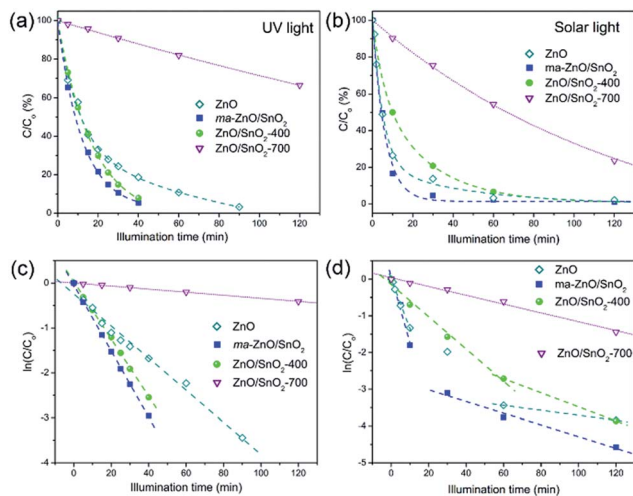 (a)
UV light
C/Co (%)
100
80
60
40
20
0
ZnO
ma-ZnO/SnO2
ZnO/SnO2-400
ZnO/SnO2-700
0 20 40 60 80 100 120
Illumination time (min)
(b)
Solar light
C/Co (%)
100
80
60
40
20
0
ZnO
ma-ZnO/SnO2
ZnO/SnO2-400
ZnO/SnO2-700
0 20 40 60 80 100 120
Illumination time (min)
(c)
ln(C/Co)
0
-1
-2
-3
-4
ZnO
ma-ZnO/SnO2
ZnO/SnO2-400
ZnO/SnO2-700
0 20 40 60 80 100 120
Illumination time (min)
(d)
ln(C/Co)
1
0
-1
-2
-3
-4
-5
ZnO
ma-ZnO/SnO2
ZnO/SnO2-400
ZnO/SnO2-700
0 20 40 60 80 100 120
Illumination time (min)